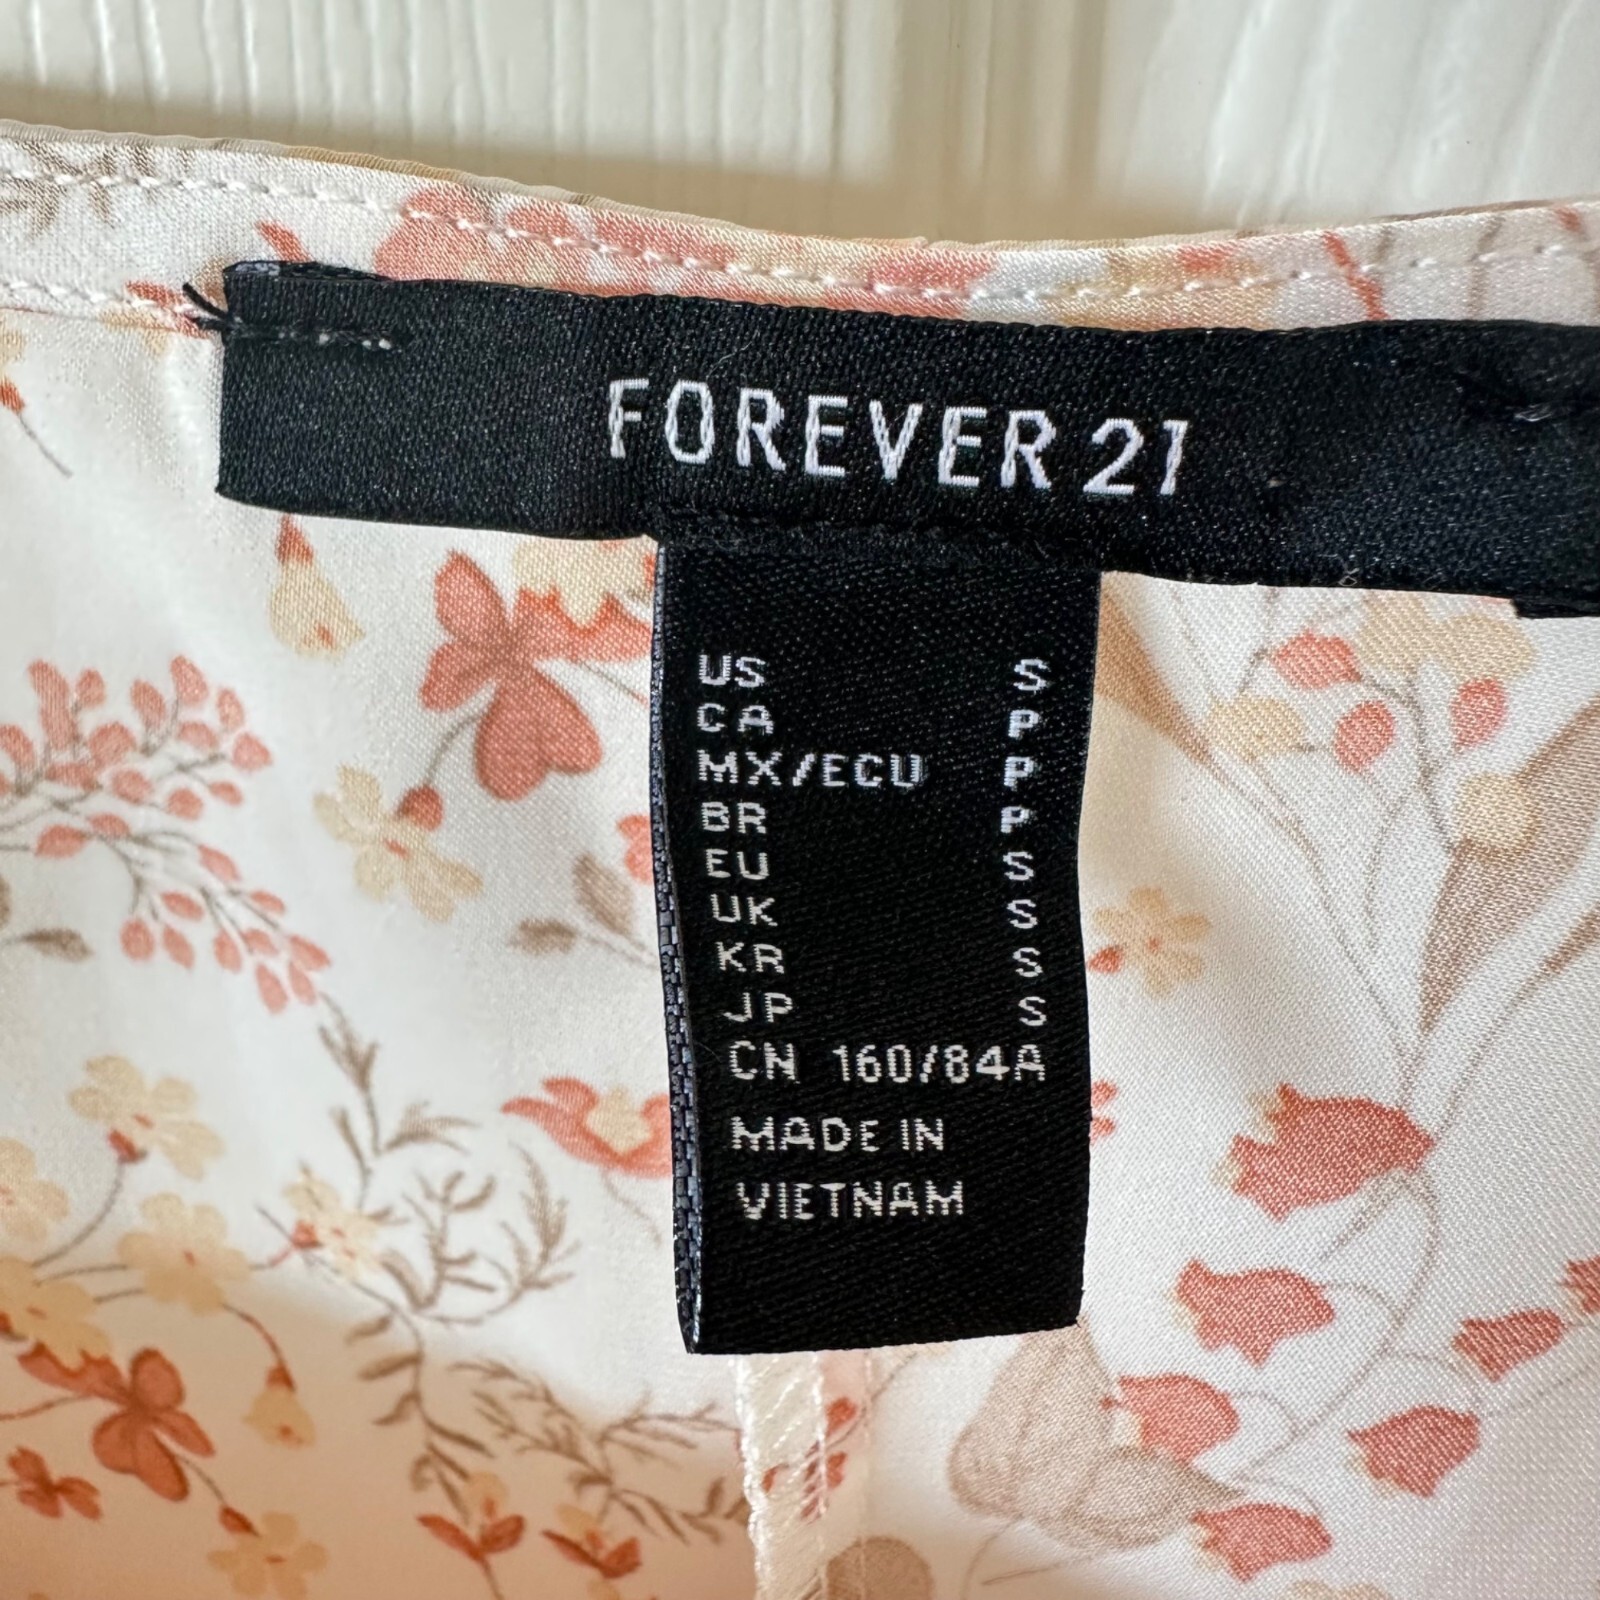 FOREVER 21
US S
CA P
MX/ECU P
BR P
EU S
UK S
KR S
JP S
CN 160/84A
MADE IN
VIETNAM